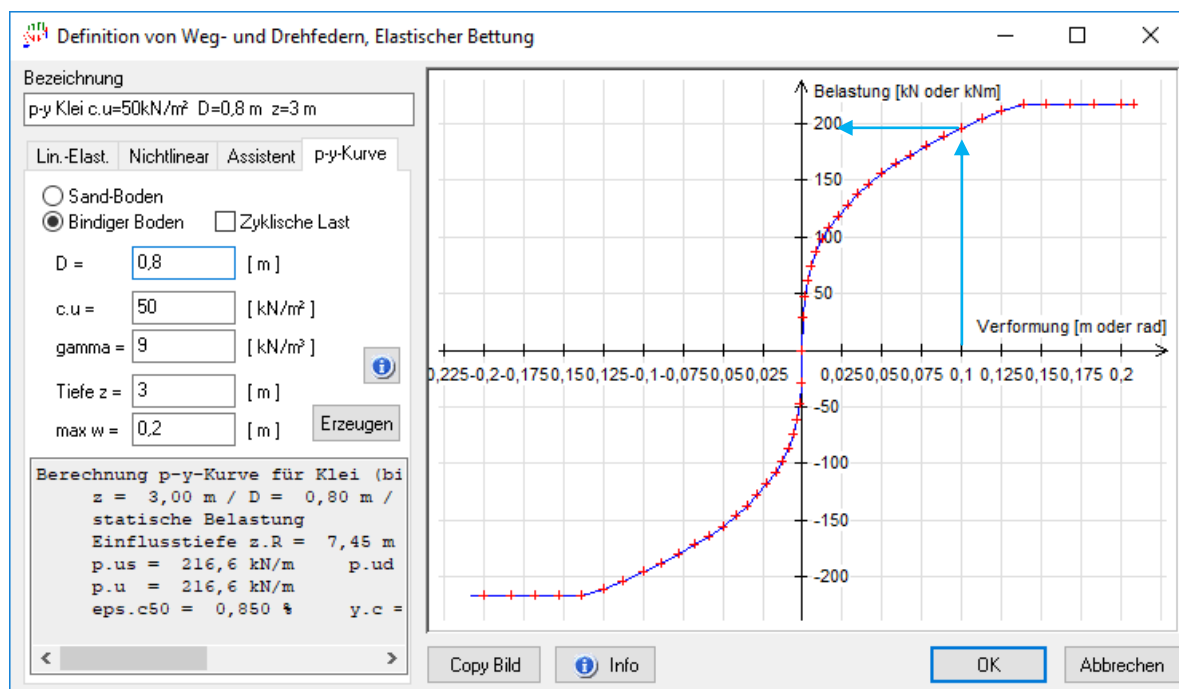 Definition von Weg- und Drehfedern, Elastischer Bettung
Bezeichnung
p-y Klei c.u=50kN/m² D=0,8 m z=3 m
Lin.-Elast. Nichtlinear Assistent p-y-Kurve
Sand-Boden
Bindiger Boden Zyklische Last
D = 0,8 [ m ]
c.u = 50 [ kN/m² ]
gamma = 9 [ kN/m³ ]
Tiefe z = 3 [ m ]
max w = 0,2 [ m ]
Erzeugen
Berechnung p-y-Kurve für Klei (bi
z = 3,00 m / D = 0,80 m /
statische Belastung
Einflusstiefe z.R = 7,45 m
p.us = 216,6 kN/m p.ud
p.u = 216,6 kN/m
eps.c50 = 0,850 % y.c =
Belastung [kN oder kNm]
200
150
100
50
Verformung [m oder rad]
0,225-0,2-0,1750,150,125-0,1-0,0750,050,025 0,0250,050,075 0,1 0,1250,150,175 0,2
-50
-100
-150
-200
Copy Bild Info OK Abbrechen